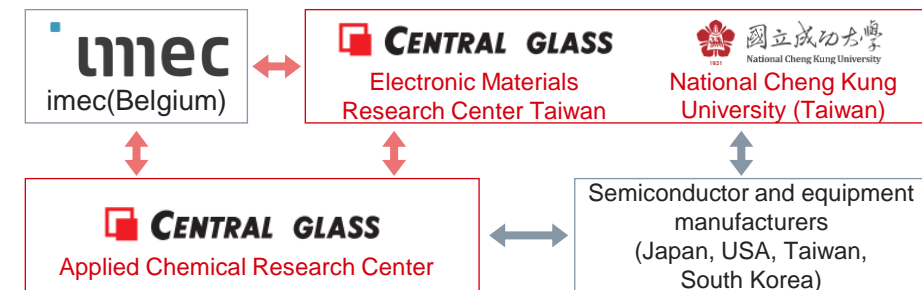 imec
imec(Belgium)
CENTRAL GLASS
Electronic Materials
Research Center Taiwan
國立成功大學
National Cheng Kung University
1931
National Cheng Kung
University (Taiwan)
CENTRAL GLASS
Applied Chemical Research Center
Semiconductor and equipment
manufacturers
(Japan, USA, Taiwan,
South Korea)